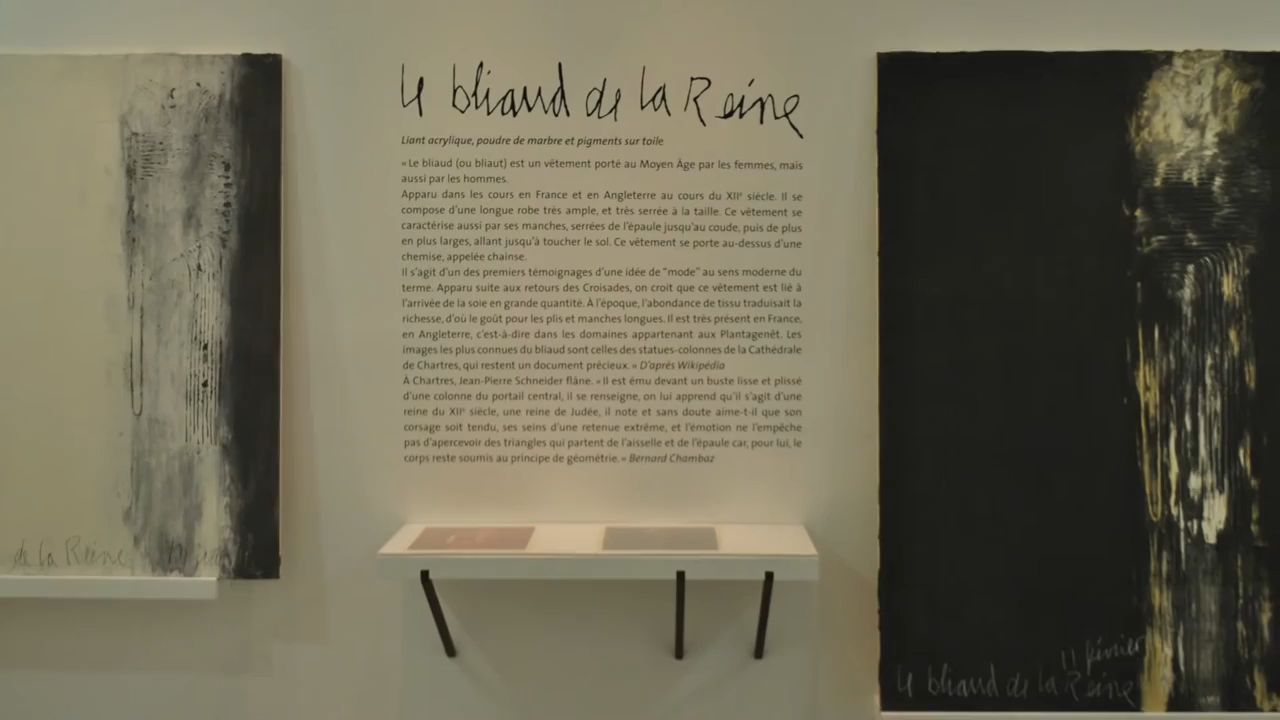 le bliaud de la Reine
Liant acrylique, poudre de marbre et pigments sur toile
« Le bliaud (ou bliaut) est un vêtement porté au Moyen Âge par les femmes, mais
aussi par les hommes.
Apparu dans les cours en France et en Angleterre au cours du XIIe siècle. Il se
compose d'une longue robe très ample, et très serrée à la taille. Ce vêtement se
caractérise aussi par ses manches, serrées de l'épaule jusqu'au coude, puis de plus
en plus larges, allant jusqu'à toucher le sol. Ce vêtement se porte au-dessus d'une
chemise, appelée chainse.
Il s'agit d'un des premiers témoignages d'une idée de "mode" au sens moderne du
terme. Apparu suite aux retours des Croisades, on croit que ce vêtement est lié à
l'arrivée de la soie en grande quantité. À l'époque, l'abondance de tissu traduisait la
richesse, d'où le goût pour les plis et manches longues. Il est très présent en France,
en Angleterre, c'est-à-dire dans les domaines appartenant aux Plantagenêt. Les
images les plus connues du bliaud sont celles des statues-colonnes de la Cathédrale
de Chartres, qui restent un document précieux. » D'après Wikipédia
À Chartres, Jean-Pierre Schneider flâne. « Il est ému devant un buste lisse et plissé
d'une colonne du portail central, il se renseigne, on lui apprend qu'il s'agit d'une
reine du XIIe siècle, une reine de Judée, il note et sans doute aime-t-il que son
corsage soit tendu, ses seins d'une retenue extrême, et l'émotion ne l'empêche
pas d'apercevoir des triangles qui partent de l'aisselle et de l'épaule car, pour lui, le
corps reste soumis au principe de géométrie. » Bernard Chambaz
de la Reine
11 février
le bliaud de la Reine